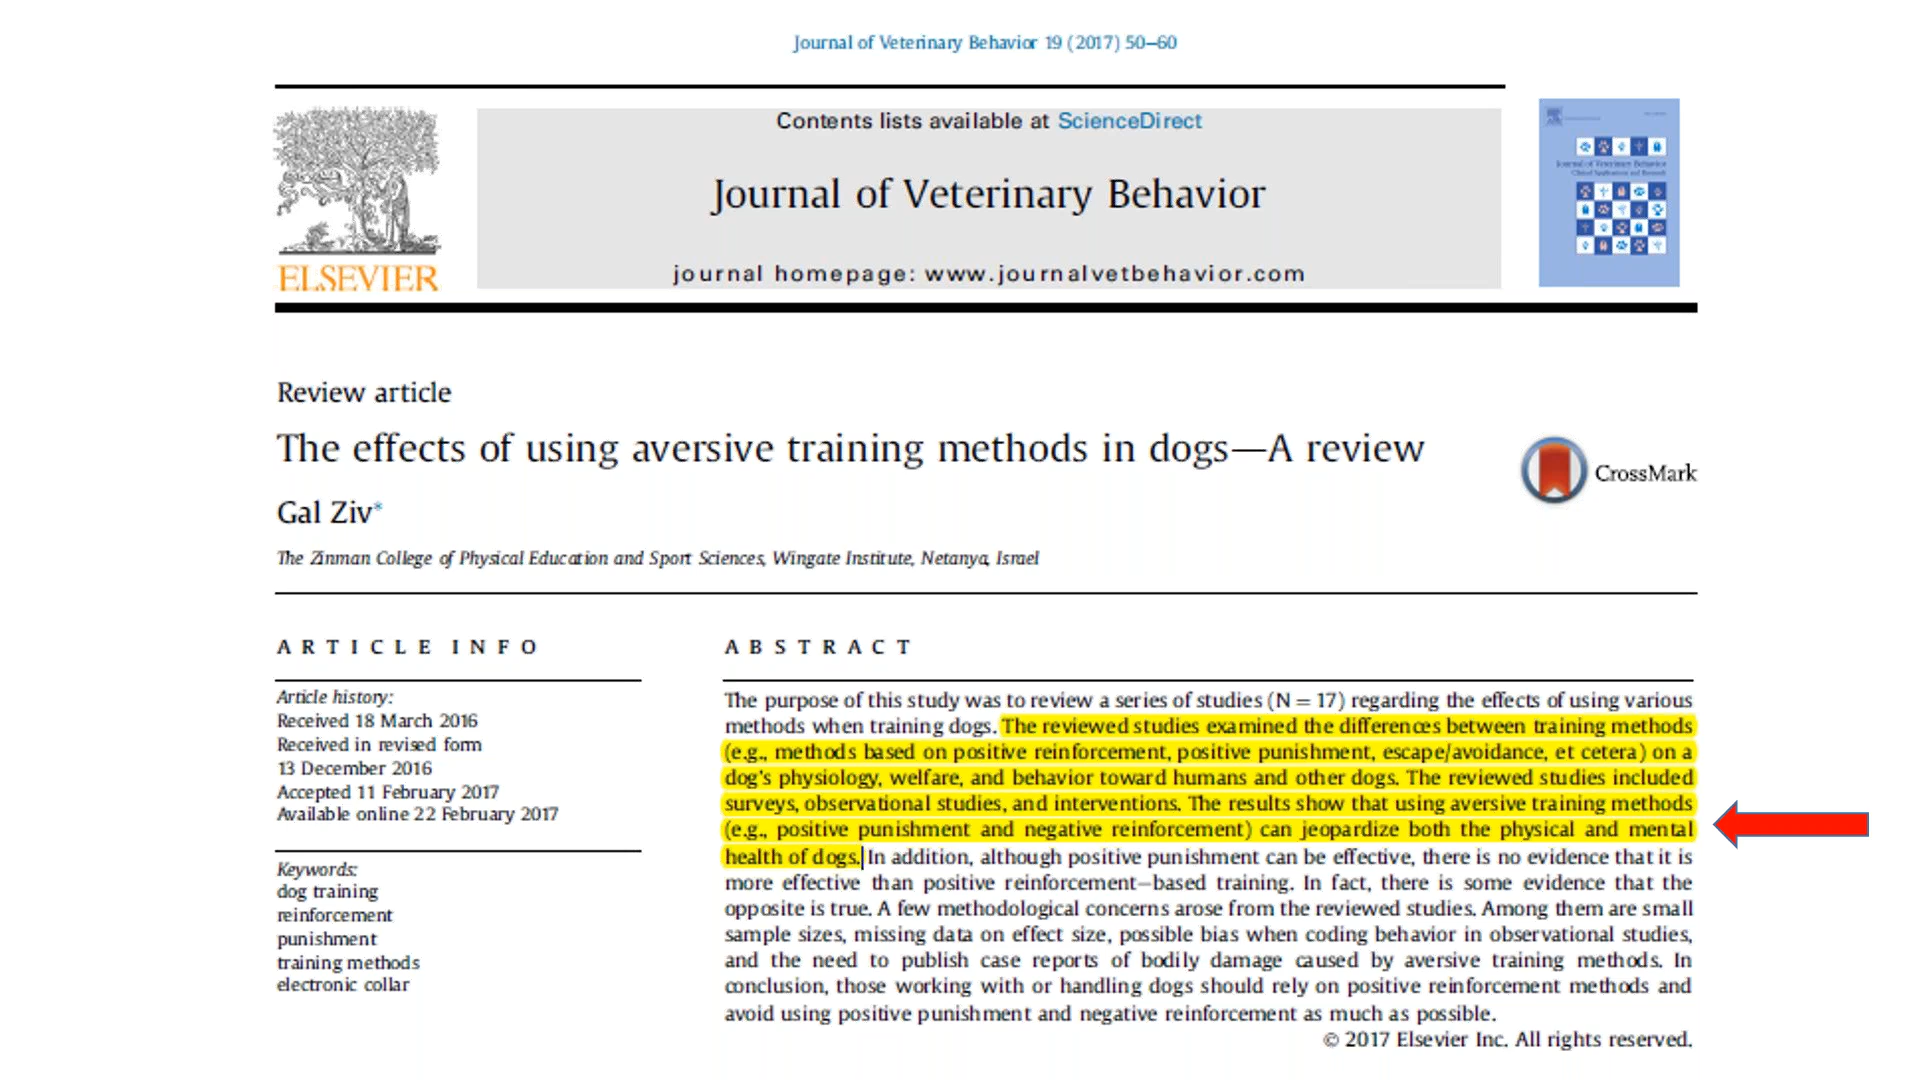 Journal of Veterinary Behavior 19 (2017) 50–60
Contents lists available at ScienceDirect
Journal of Veterinary Behavior
journal homepage: www.journalvetbehavior.com
ELSEVIER
Journal of Veterinary Behavior
Review article
The effects of using aversive training methods in dogs—A review
CrossMark
Gal Ziv*
The Zinman College of Physical Education and Sport Sciences, Wingate Institute, Netanya, Israel
ARTICLE INFO
Article history:
Received 18 March 2016
Received in revised form
13 December 2016
Accepted 11 February 2017
Available online 22 February 2017
Keywords:
dog training
reinforcement
punishment
training methods
electronic collar
ABSTRACT
The purpose of this study was to review a series of studies (N = 17) regarding the effects of using various
methods when training dogs. The reviewed studies examined the differences between training methods
(e.g., methods based on positive reinforcement, positive punishment, escape/avoidance, et cetera) on a
dog's physiology, welfare, and behavior toward humans and other dogs. The reviewed studies included
surveys, observational studies, and interventions. The results show that using aversive training methods
(e.g., positive punishment and negative reinforcement) can jeopardize both the physical and mental
health of dogs. In addition, although positive punishment can be effective, there is no evidence that it is
more effective than positive reinforcement–based training. In fact, there is some evidence that the
opposite is true. A few methodological concerns arose from the reviewed studies. Among them are small
sample sizes, missing data on effect size, possible bias when coding behavior in observational studies,
and the need to publish case reports of bodily damage caused by aversive training methods. In
conclusion, those working with or handling dogs should rely on positive reinforcement methods and
avoid using positive punishment and negative reinforcement as much as possible.
© 2017 Elsevier Inc. All rights reserved.